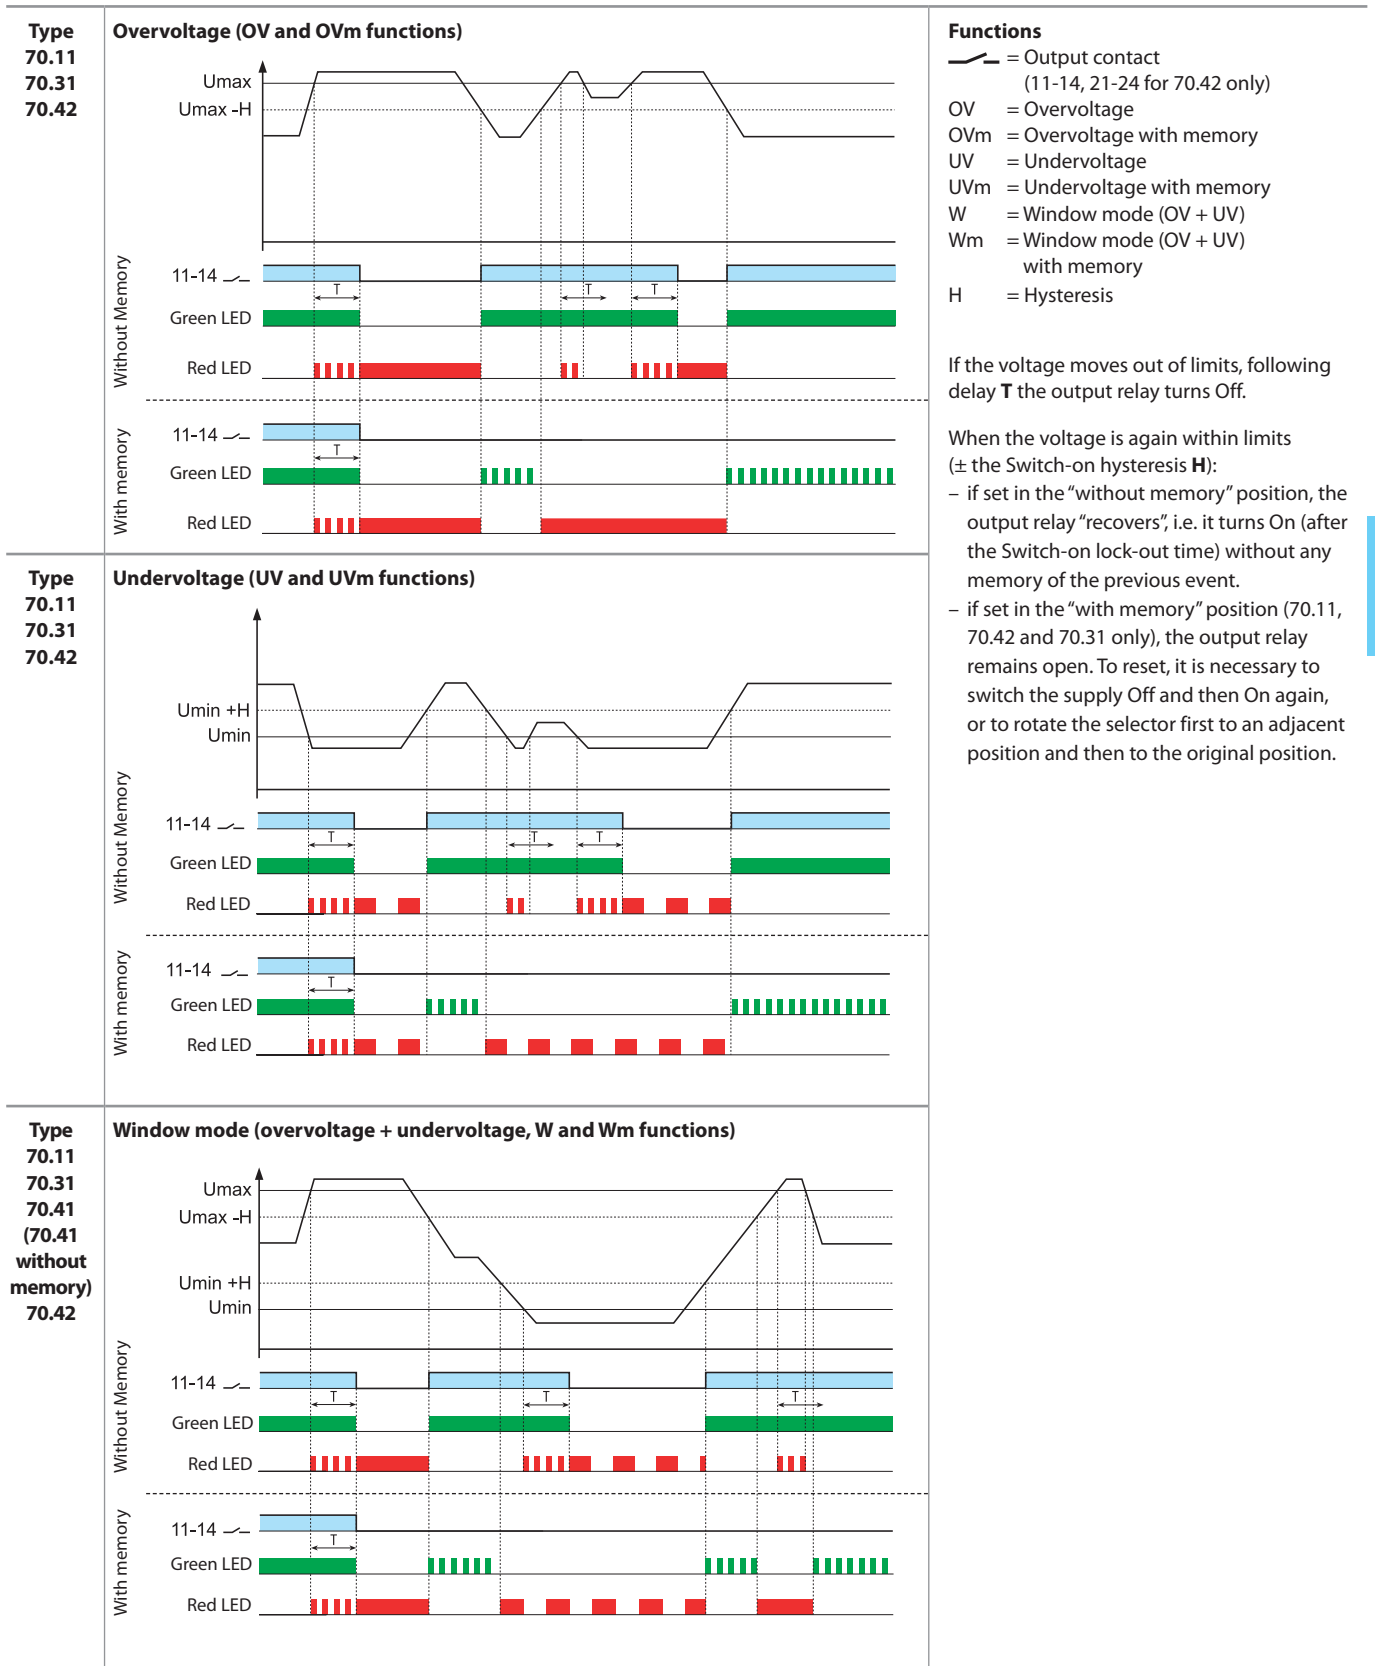 Type
70.11
70.31
70.42
Overvoltage (OV and OVm functions)
Umax
Umax -H
Without Memory
11-14
T
T
T
Green LED
Red LED
With memory
11-14
T
Green LED
Red LED
Type
70.11
70.31
70.42
Undervoltage (UV and UVm functions)
Umin +H
Umin
Without Memory
11-14
T
T
T
Green LED
Red LED
With memory
11-14
T
Green LED
Red LED
Type
70.11
70.31
70.41
(70.41
without
memory)
70.42
Window mode (overvoltage + undervoltage, W and Wm functions)
Umax
Umax -H
Umin +H
Umin
Without Memory
11-14
T
T
T
Green LED
Red LED
With memory
11-14
T
Green LED
Red LED
Functions
= Output contact
(11-14, 21-24 for 70.42 only)
OV = Overvoltage
OVm = Overvoltage with memory
UV = Undervoltage
UVm = Undervoltage with memory
W = Window mode (OV + UV)
Wm = Window mode (OV + UV)
with memory
H = Hysteresis
If the voltage moves out of limits, following
delay T the output relay turns Off.
When the voltage is again within limits
(± the Switch-on hysteresis H):
– if set in the “without memory” position, the
output relay “recovers”, i.e. it turns On (after
the Switch-on lock-out time) without any
memory of the previous event.
– if set in the “with memory” position (70.11,
70.42 and 70.31 only), the output relay
remains open. To reset, it is necessary to
switch the supply Off and then On again,
or to rotate the selector first to an adjacent
position and then to the original position.